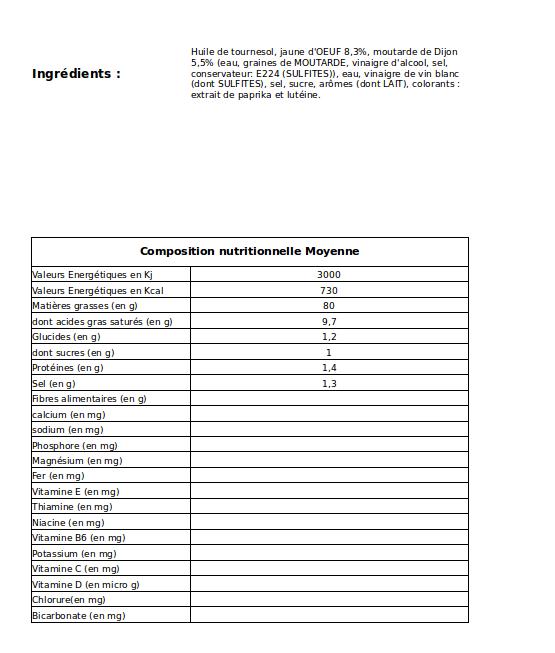 Ingrédients :
Huile de tournesol, jaune d'OEUF 8,3%, moutarde de Dijon
5,5% (eau, graines de MOUTARDE, vinaigre d'alcool, sel,
conservateur: E224 (SULFITES)), eau, vinaigre de vin blanc
(dont SULFITES), sel, sucre, arômes (dont LAIT), colorants :
extrait de paprika et lutéine.
Composition nutritionnelle Moyenne
Valeurs Energétiques en Kj 3000
Valeurs Energétiques en Kcal 730
Matières grasses (en g) 80
dont acides gras saturés (en g) 9,7
Glucides (en g) 1,2
dont sucres (en g) 1
Protéines (en g) 1,4
Sel (en g) 1,3
Fibres alimentaires (en g)
calcium (en mg)
sodium (en mg)
Phosphore (en mg)
Magnésium (en mg)
Fer (en mg)
Vitamine E (en mg)
Thiamine (en mg)
Niacine (en mg)
Vitamine B6 (en mg)
Potassium (en mg)
Vitamine C (en mg)
Vitamine D (en micro g)
Chlorure(en mg)
Bicarbonate (en mg)